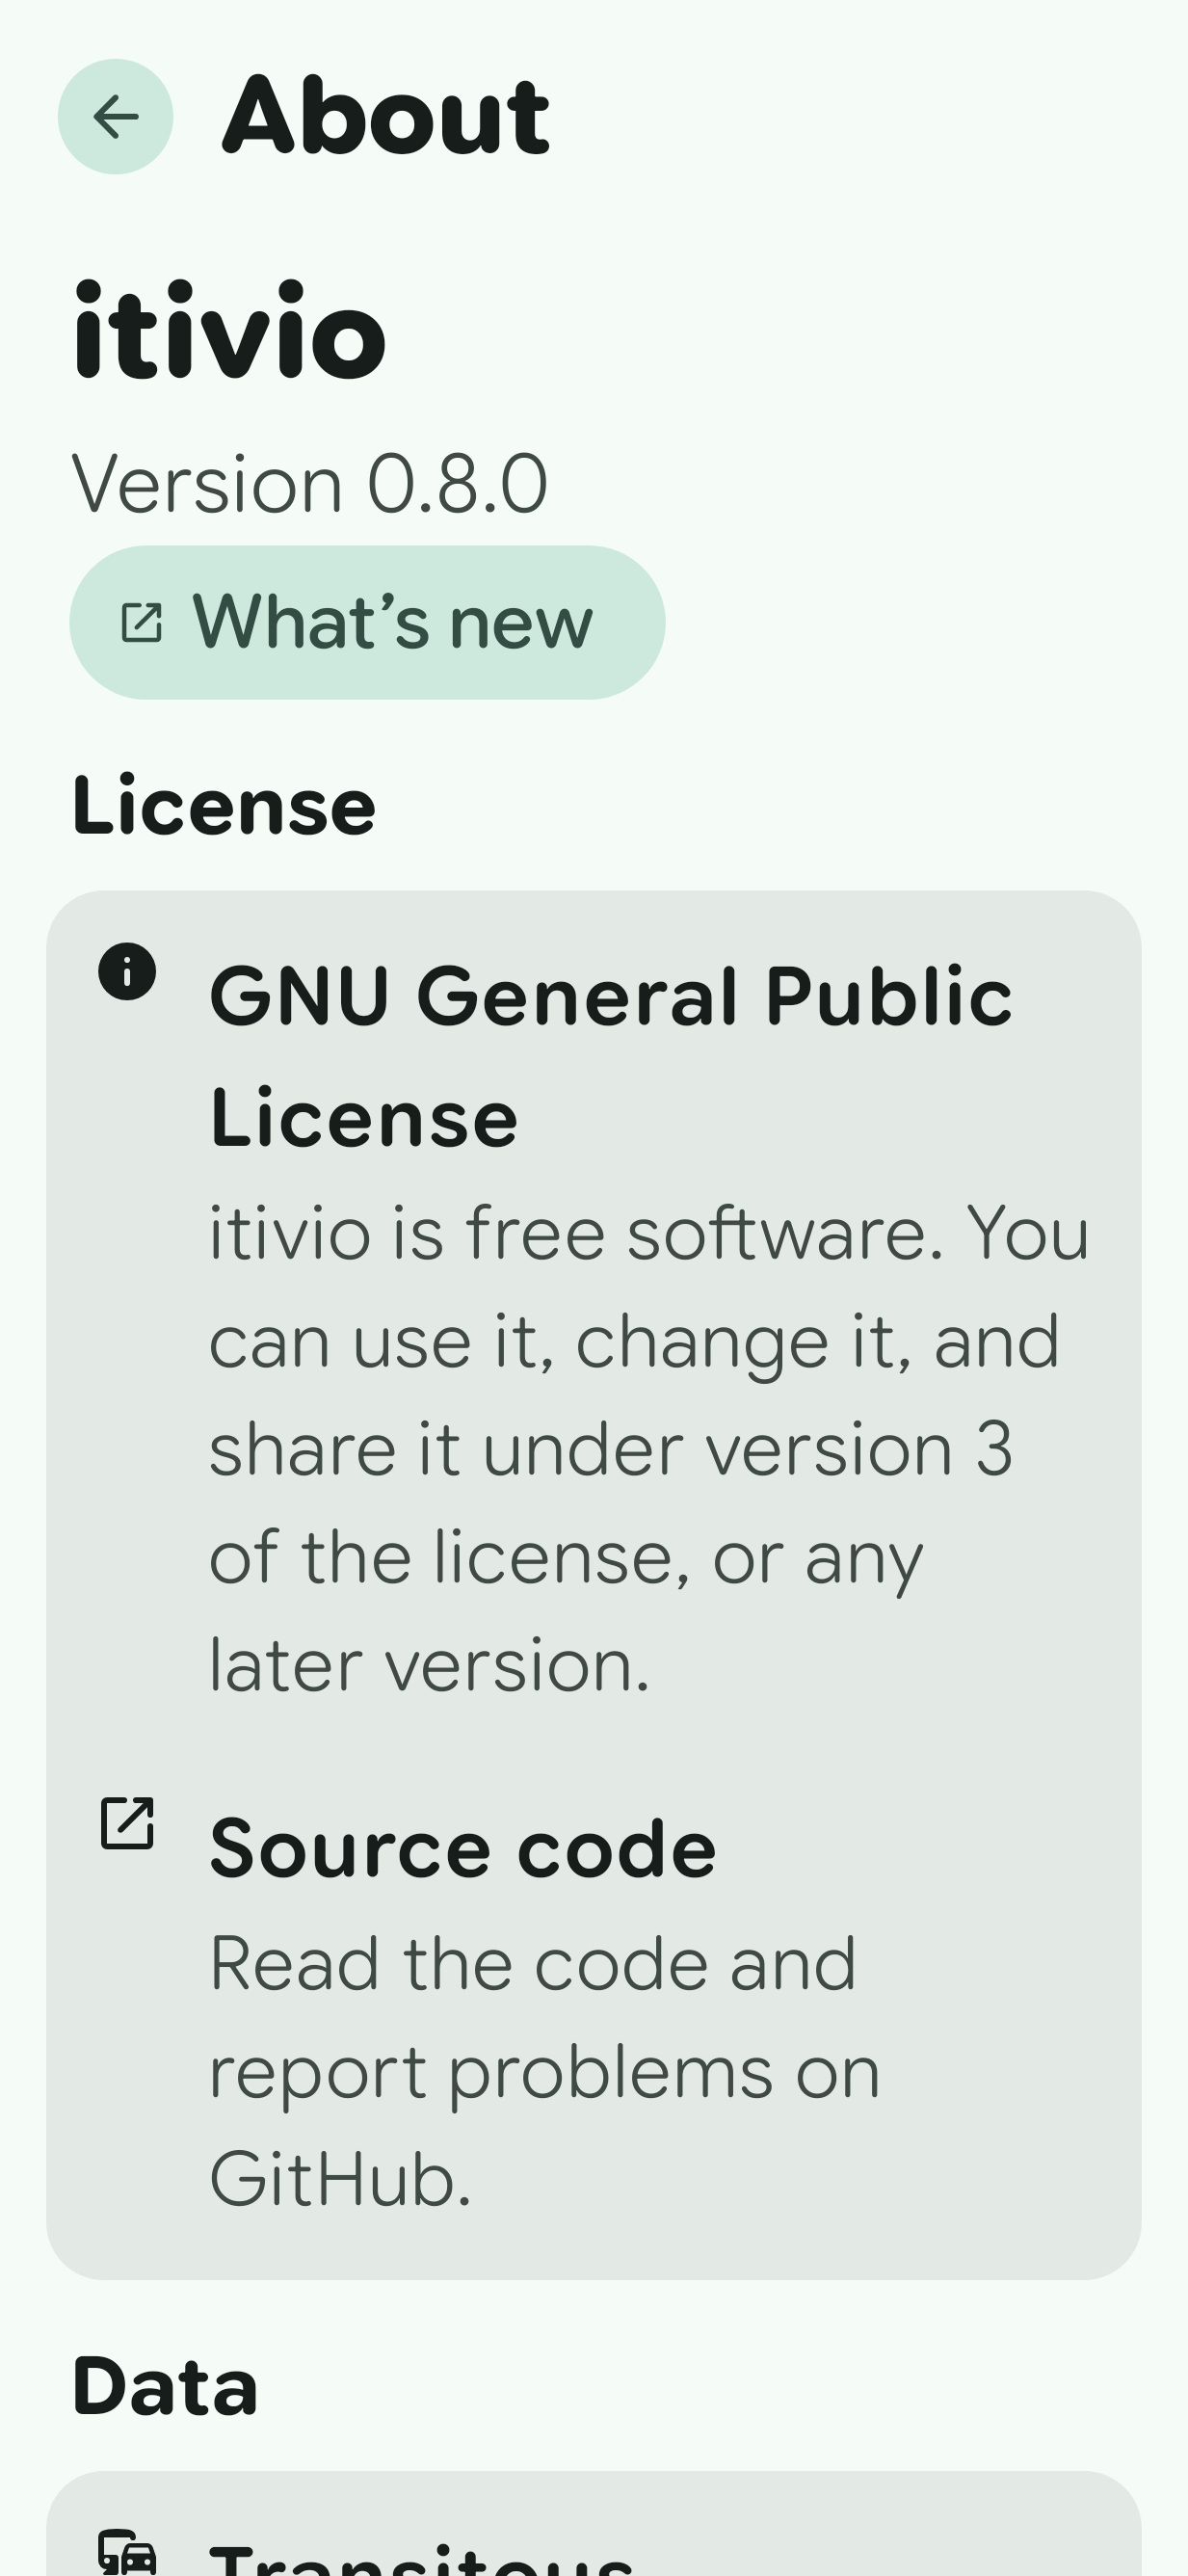 About
itivio
Version 0.8.0
What’s new
License
GNU General Public
License
itivio is free software. You
can use it, change it, and
share it under version 3
of the license, or any
later version.
Source code
Read the code and
report problems on
GitHub.
Data
Transitous